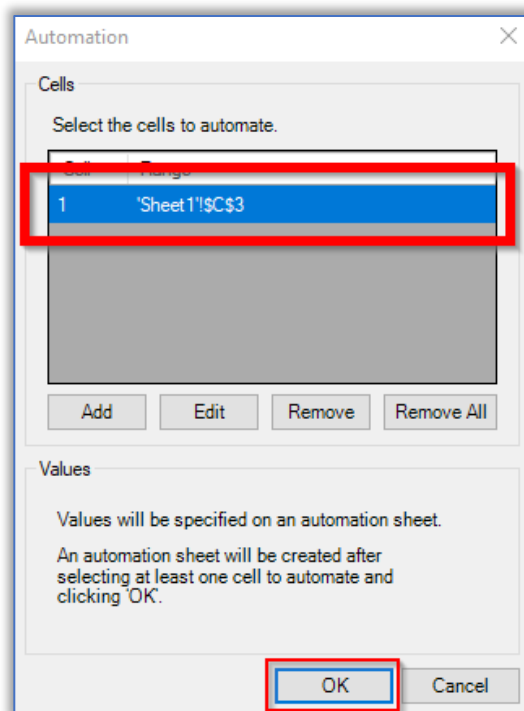 Automation
Cells
Select the cells to automate.
Cell Range
1 'Sheet1'!$C$3
Add Edit Remove Remove All
Values
Values will be specified on an automation sheet.
An automation sheet will be created after
selecting at least one cell to automate and
clicking 'OK'.
OK Cancel